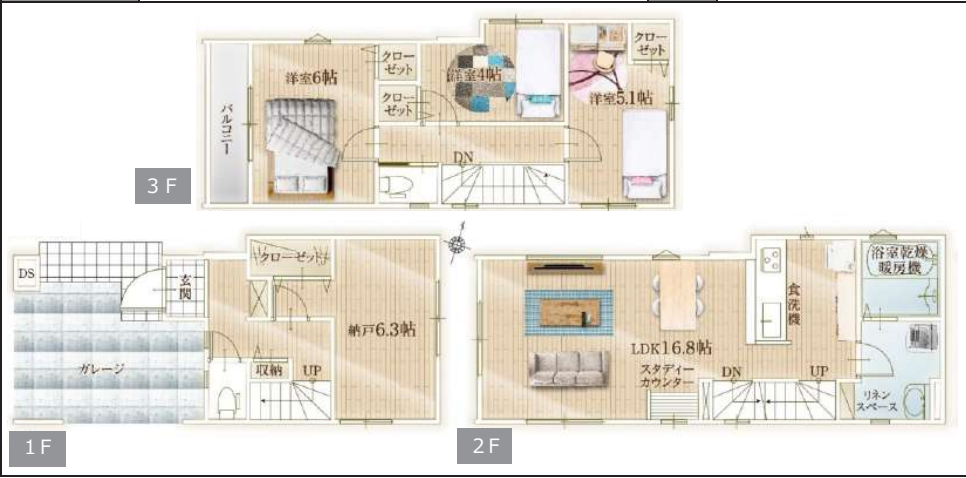 洋室6帖
クロー
ゼット
クロー
ゼット
洋室4帖
クロー
ゼット
洋室5.1帖
バルコニー
DN
3F
DS
玄関
クローゼット
納戸6.3帖
ガレージ
収納
UP
1F
浴室乾燥
暖房機
食洗機
LDK16.8帖
スタディー
カウンター
DN
UP
リネン
スペース
2F